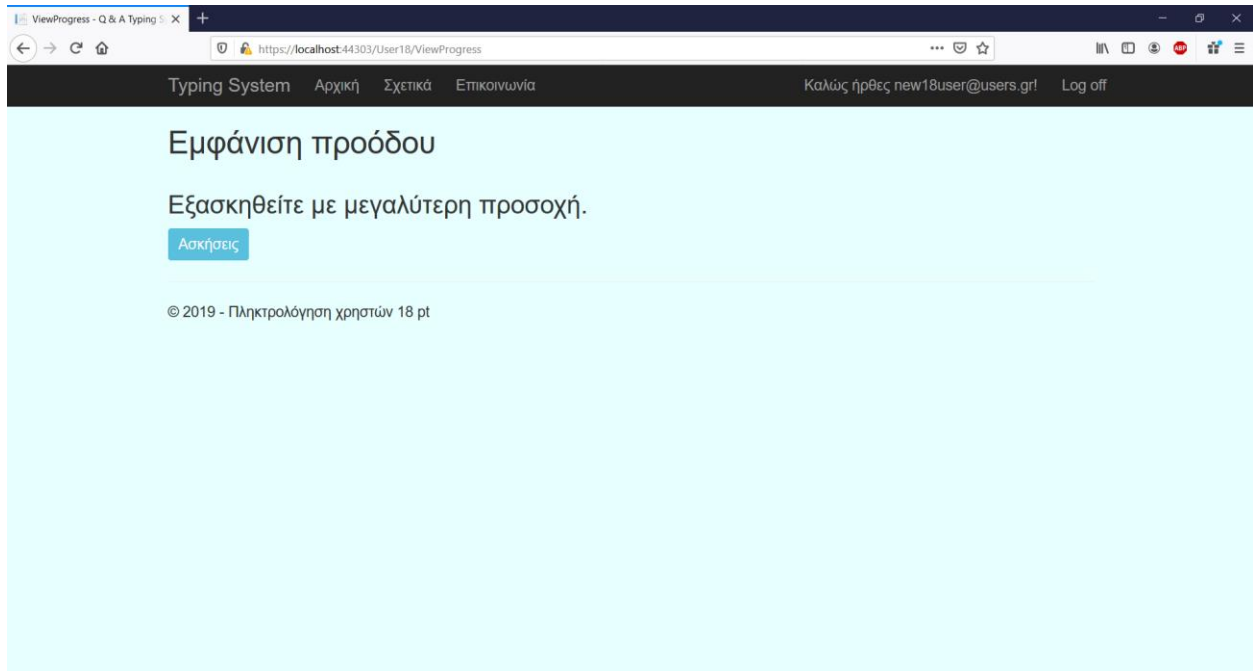 ViewProgress - Q & A Typing S
https://localhost:44303/User18/ViewProgress
ABP
Typing System Αρχική Σχετικά Επικοινωνία Καλώς ήρθες new18user@users.gr! Log off
Εμφάνιση προόδου
Εξασκηθείτε με μεγαλύτερη προσοχή.
Ασκήσεις
© 2019 - Πληκτρολόγηση χρηστών 18 pt